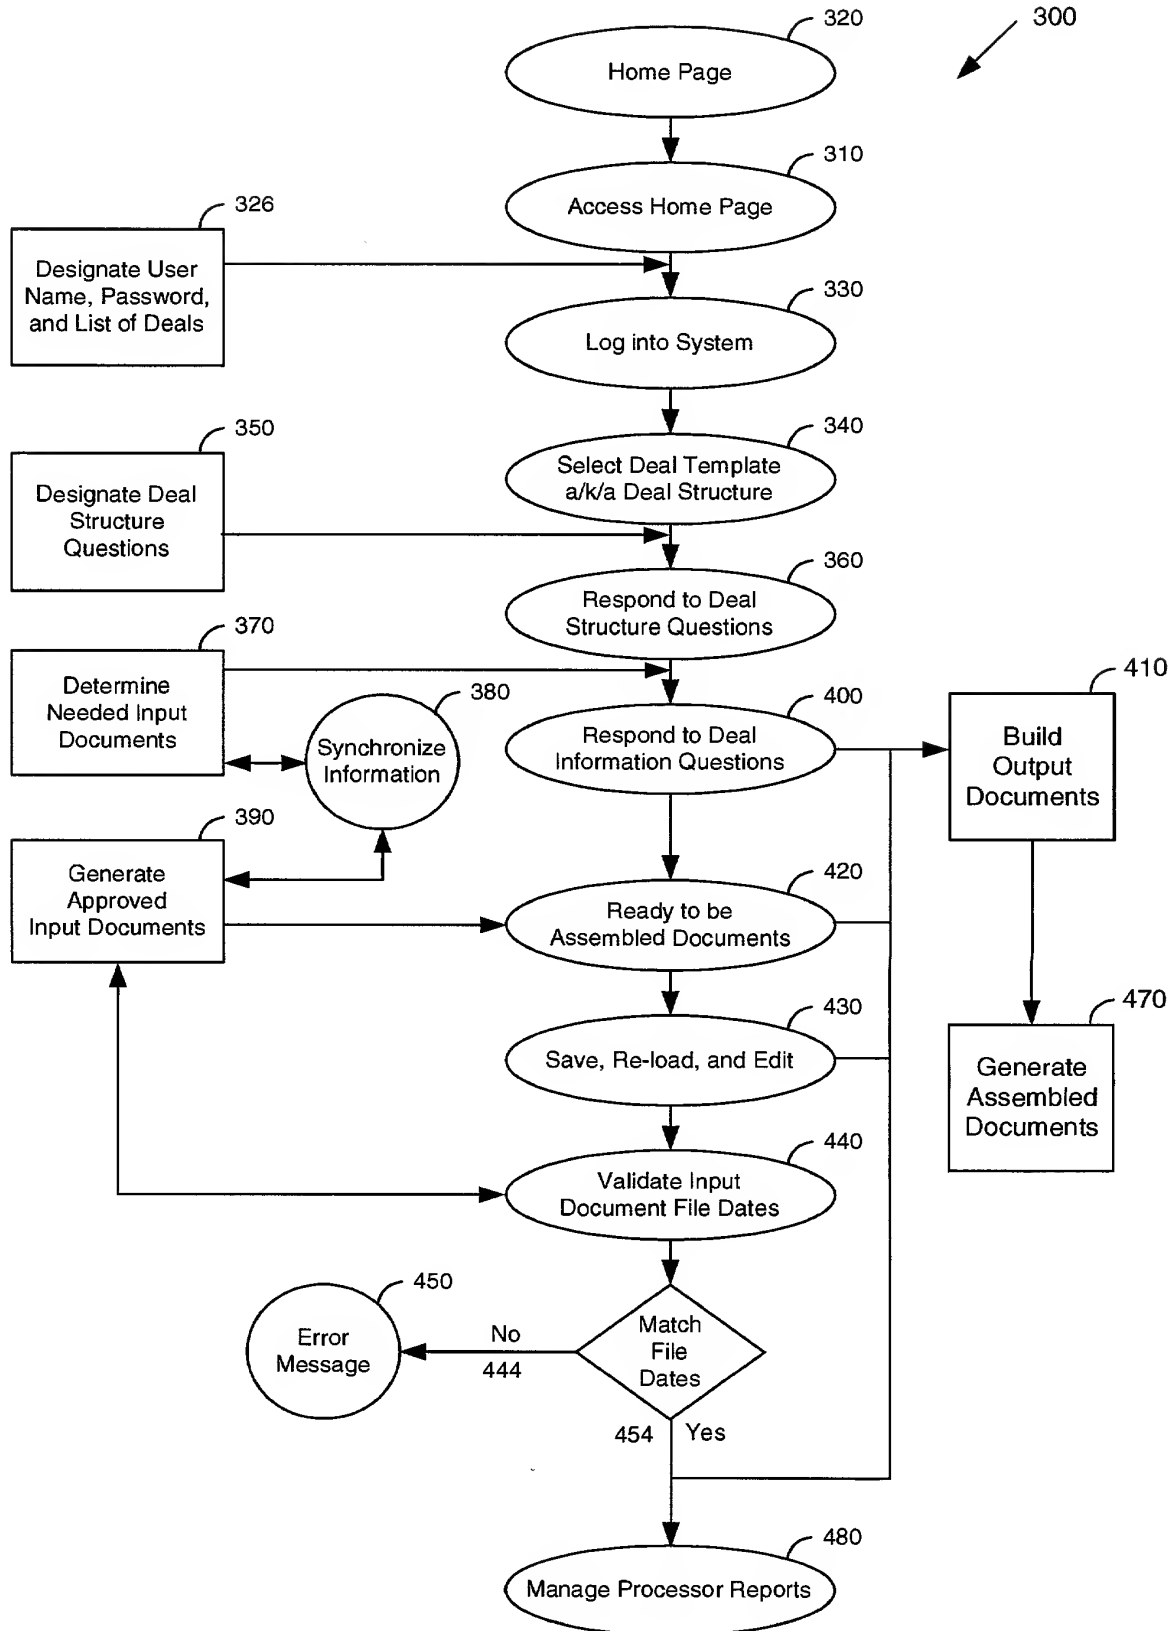 320
300
Home Page
310
Access Home Page
326
Designate User
Name, Password,
and List of Deals
330
Log into System
340
Select Deal Template
a/k/a Deal Structure
350
Designate Deal
Structure
Questions
360
Respond to Deal
Structure Questions
370
Determine
Needed Input
Documents
380
Synchronize
Information
400
Respond to Deal
Information Questions
410
Build
Output
Documents
390
Generate
Approved
Input Documents
420
Ready to be
Assembled Documents
430
Save, Re-load, and Edit
470
Generate
Assembled
Documents
440
Validate Input
Document File Dates
450
Error
Message
No
444
Match
File
Dates
454
Yes
480
Manage Processor Reports